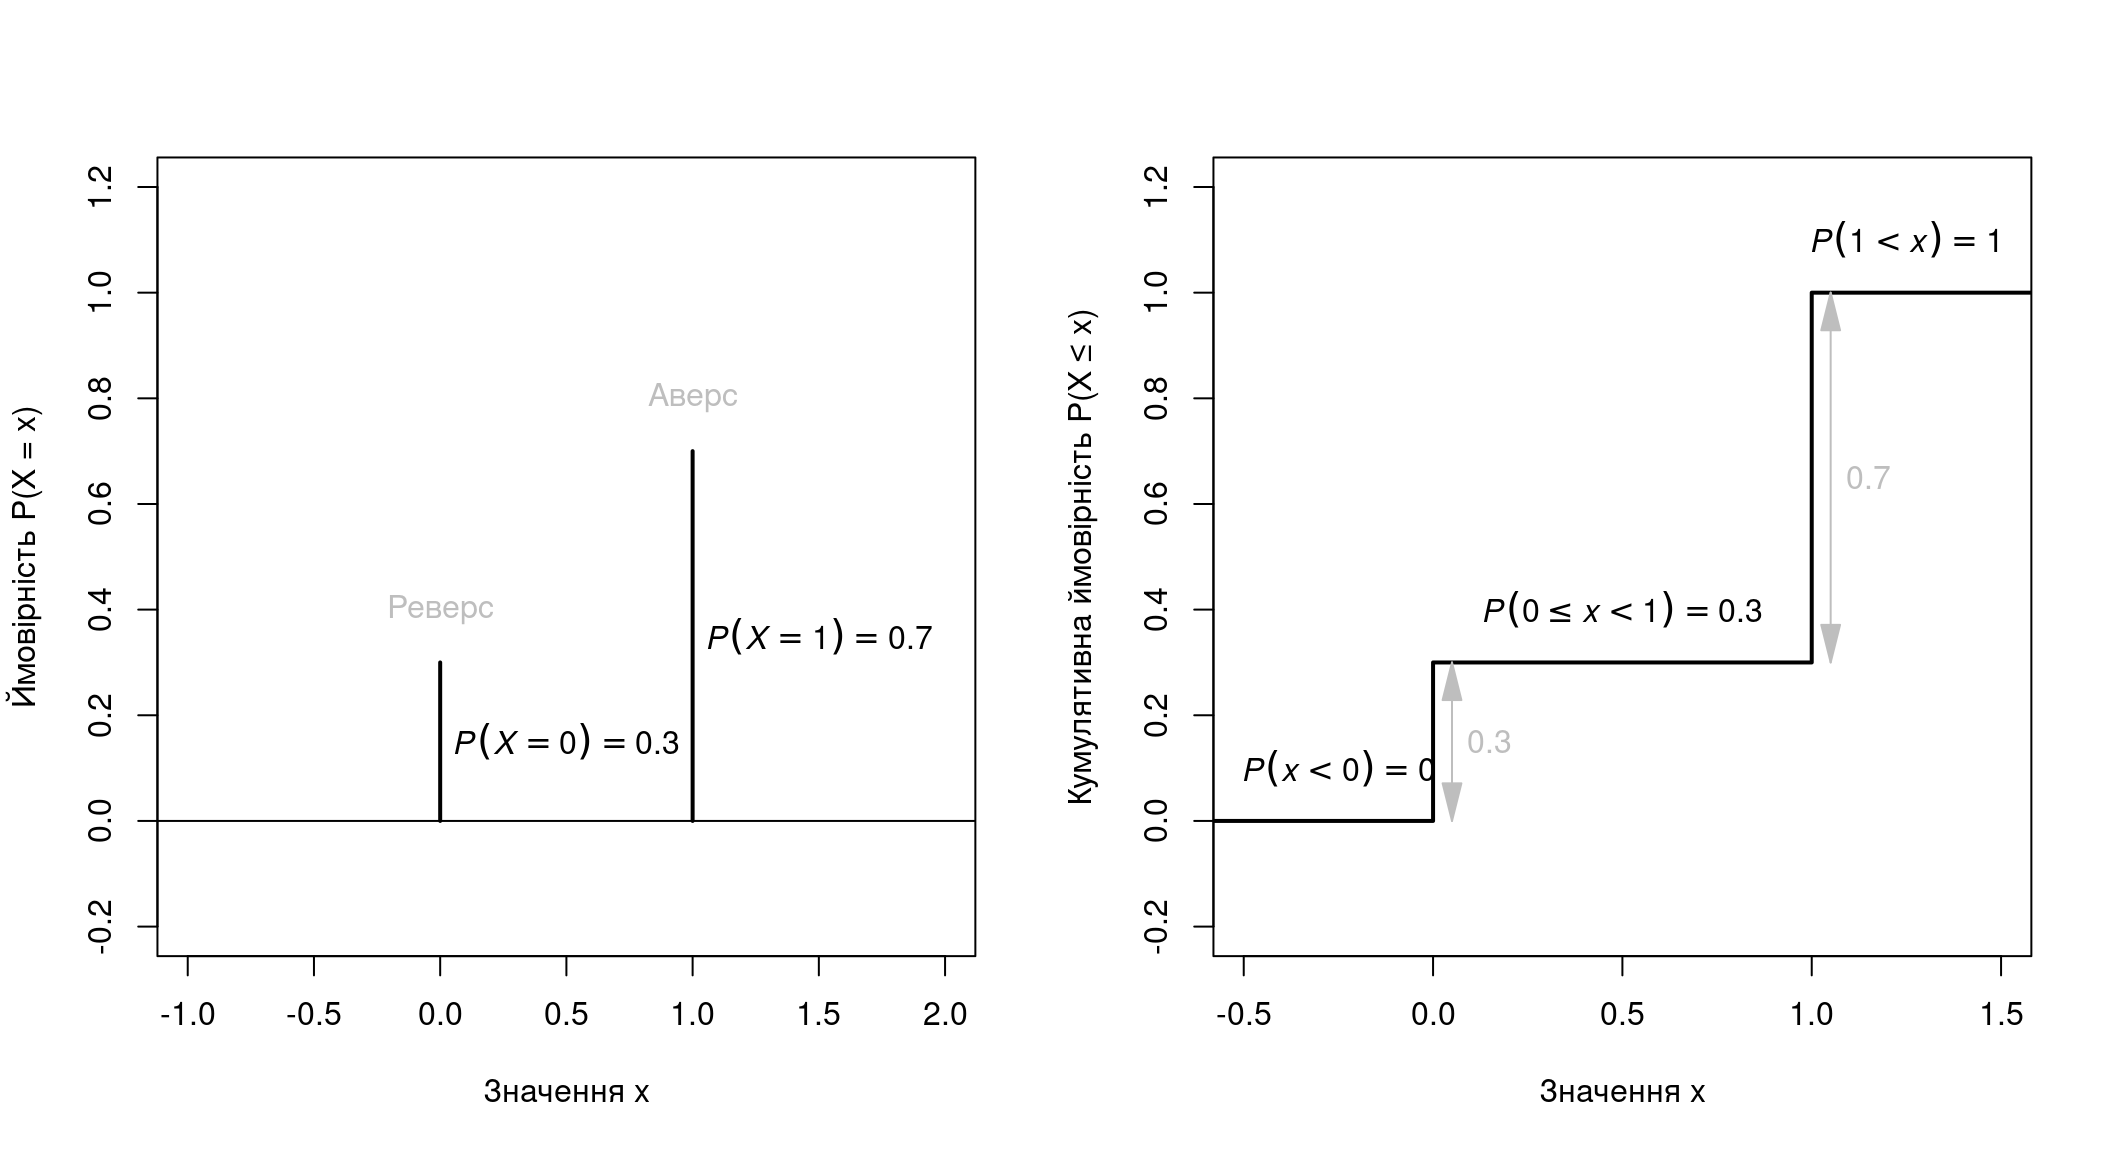 Ймовірність P(X = x)
1.2
1.0
0.8
0.6
0.4
0.2
0.0
-0.2
Аверс
Реверс
P(X = 1) = 0.7
P(X = 0) = 0.3
-1.0 -0.5 0.0 0.5 1.0 1.5 2.0
Значення x
Кумулятивна ймовірність P(X ≤ x)
1.2
1.0
0.8
0.6
0.4
0.2
0.0
-0.2
P(1 < x) = 1
0.7
P(0 ≤ x < 1) = 0.3
0.3
P(x < 0) = 0
-0.5 0.0 0.5 1.0 1.5
Значення x